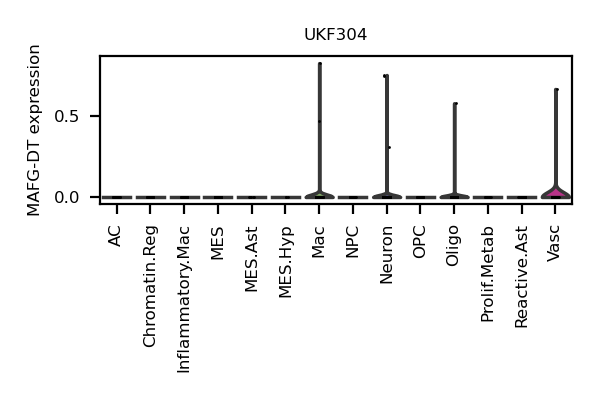 UKF304
MAFG-DT expression
0.5
0.0
AC
Chromatin.Reg
Inflammatory.Mac
MES
MES.Ast
MES.Hyp
Mac
NPC
Neuron
OPC
Oligo
Prolif.Metab
Reactive.Ast
Vasc